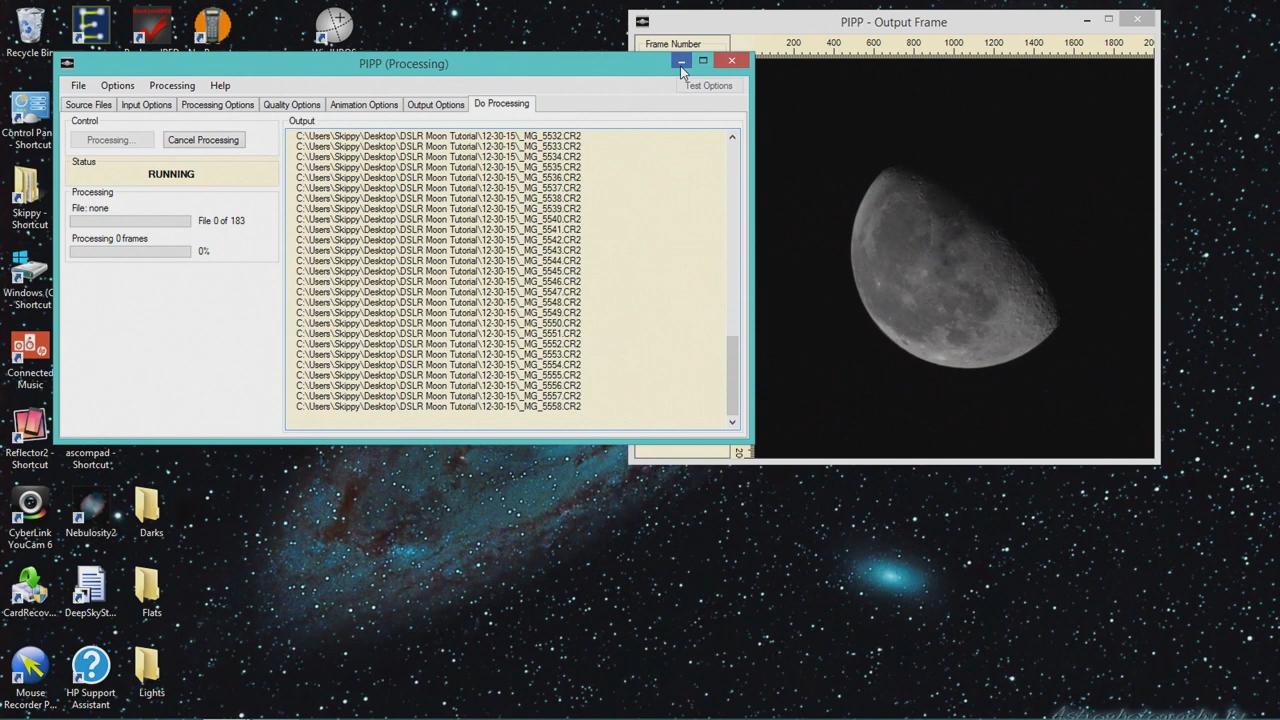 Recycle Bin
PIPP - Output Frame
Frame Number
200 400 600 800 1000 1200 1400 1600 1800 20
PIPP (Processing)
File Options Processing Help
Test Options
Source Files Input Options Processing Options Quality Options Animation Options Output Options Do Processing
Control
Processing...
Cancel Processing
Status
RUNNING
Processing
File: none
File 0 of 183
Processing 0 frames
0%
Output
C:\Users\Skippy\Desktop\DSLR Moon Tutorial\12-30-15\_MG_5532.CR2
C:\Users\Skippy\Desktop\DSLR Moon Tutorial\12-30-15\_MG_5533.CR2
C:\Users\Skippy\Desktop\DSLR Moon Tutorial\12-30-15\_MG_5534.CR2
C:\Users\Skippy\Desktop\DSLR Moon Tutorial\12-30-15\_MG_5535.CR2
C:\Users\Skippy\Desktop\DSLR Moon Tutorial\12-30-15\_MG_5536.CR2
C:\Users\Skippy\Desktop\DSLR Moon Tutorial\12-30-15\_MG_5537.CR2
C:\Users\Skippy\Desktop\DSLR Moon Tutorial\12-30-15\_MG_5538.CR2
C:\Users\Skippy\Desktop\DSLR Moon Tutorial\12-30-15\_MG_5539.CR2
C:\Users\Skippy\Desktop\DSLR Moon Tutorial\12-30-15\_MG_5540.CR2
C:\Users\Skippy\Desktop\DSLR Moon Tutorial\12-30-15\_MG_5541.CR2
C:\Users\Skippy\Desktop\DSLR Moon Tutorial\12-30-15\_MG_5542.CR2
C:\Users\Skippy\Desktop\DSLR Moon Tutorial\12-30-15\_MG_5543.CR2
C:\Users\Skippy\Desktop\DSLR Moon Tutorial\12-30-15\_MG_5544.CR2
C:\Users\Skippy\Desktop\DSLR Moon Tutorial\12-30-15\_MG_5545.CR2
C:\Users\Skippy\Desktop\DSLR Moon Tutorial\12-30-15\_MG_5546.CR2
C:\Users\Skippy\Desktop\DSLR Moon Tutorial\12-30-15\_MG_5547.CR2
C:\Users\Skippy\Desktop\DSLR Moon Tutorial\12-30-15\_MG_5548.CR2
C:\Users\Skippy\Desktop\DSLR Moon Tutorial\12-30-15\_MG_5549.CR2
C:\Users\Skippy\Desktop\DSLR Moon Tutorial\12-30-15\_MG_5550.CR2
C:\Users\Skippy\Desktop\DSLR Moon Tutorial\12-30-15\_MG_5551.CR2
C:\Users\Skippy\Desktop\DSLR Moon Tutorial\12-30-15\_MG_5552.CR2
C:\Users\Skippy\Desktop\DSLR Moon Tutorial\12-30-15\_MG_5553.CR2
C:\Users\Skippy\Desktop\DSLR Moon Tutorial\12-30-15\_MG_5554.CR2
C:\Users\Skippy\Desktop\DSLR Moon Tutorial\12-30-15\_MG_5555.CR2
C:\Users\Skippy\Desktop\DSLR Moon Tutorial\12-30-15\_MG_5556.CR2
C:\Users\Skippy\Desktop\DSLR Moon Tutorial\12-30-15\_MG_5557.CR2
C:\Users\Skippy\Desktop\DSLR Moon Tutorial\12-30-15\_MG_5558.CR2
Control Pan...
- Shortcut
Skippy -
Shortcut
Windows (C
- Shortcut
Connected
Music
Reflector2 -
Shortcut
ascompad -
Shortcut
CyberLink
YouCam 6
Nebulosity2
Darks
CardRecov...
DeepSkySt...
Flats
Mouse
Recorder P...
HP Support
Assistant
Lights